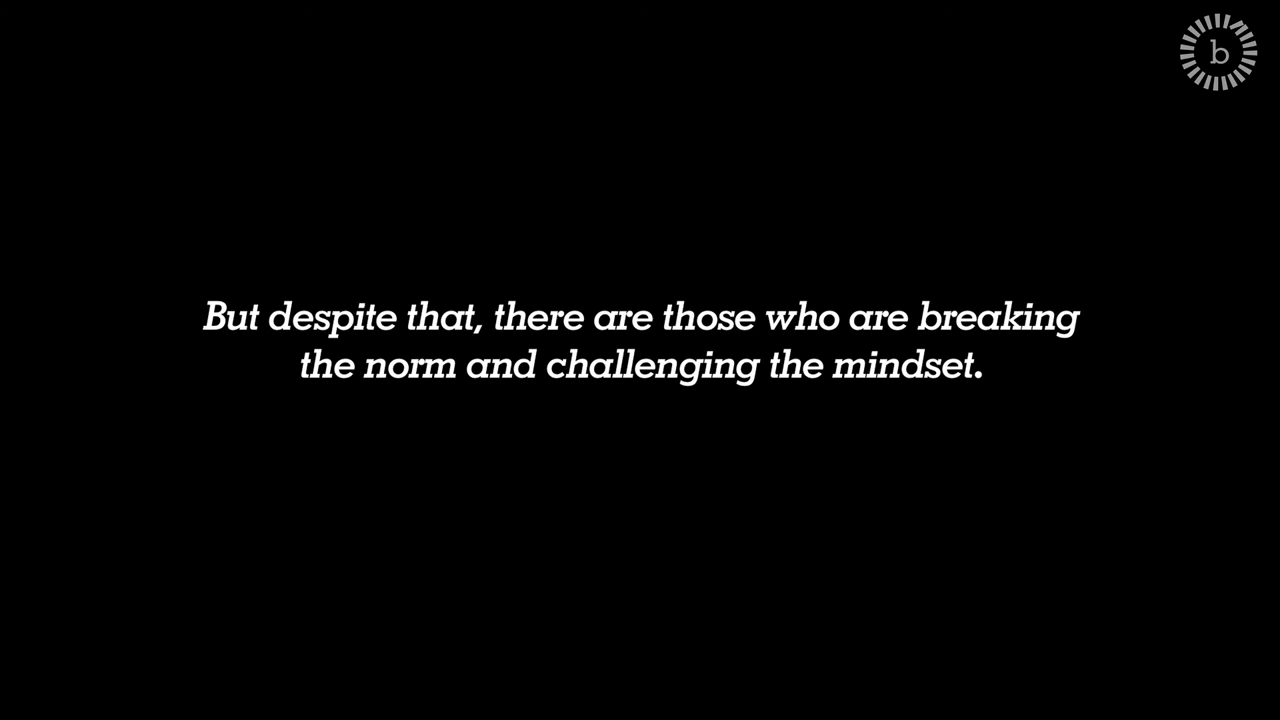 b
But despite that, there are those who are breaking
the norm and challenging the mindset.